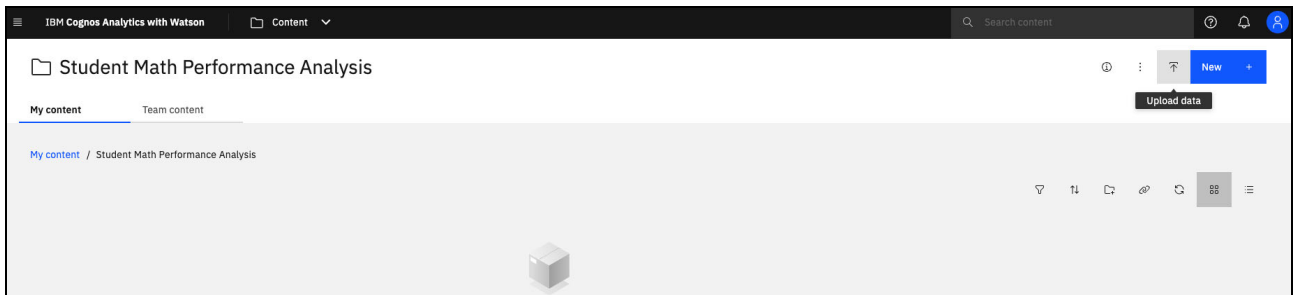 IBM Cognos Analytics with Watson
Content
Search content
Student Math Performance Analysis
New +
Upload data
My content
Team content
My content / Student Math Performance Analysis